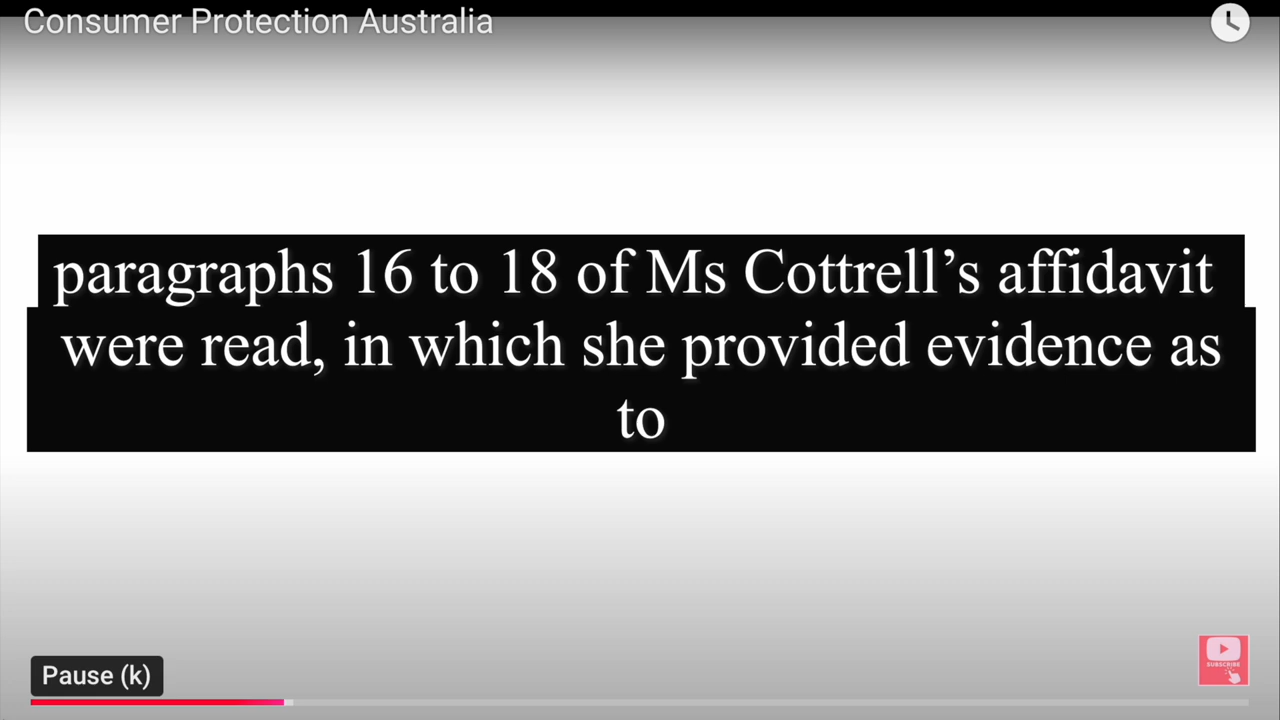 Consumer Protection Australia
paragraphs 16 to 18 of Ms Cottrell’s affidavit
were read, in which she provided evidence as
to
SUBSCRIBE
Pause (k)